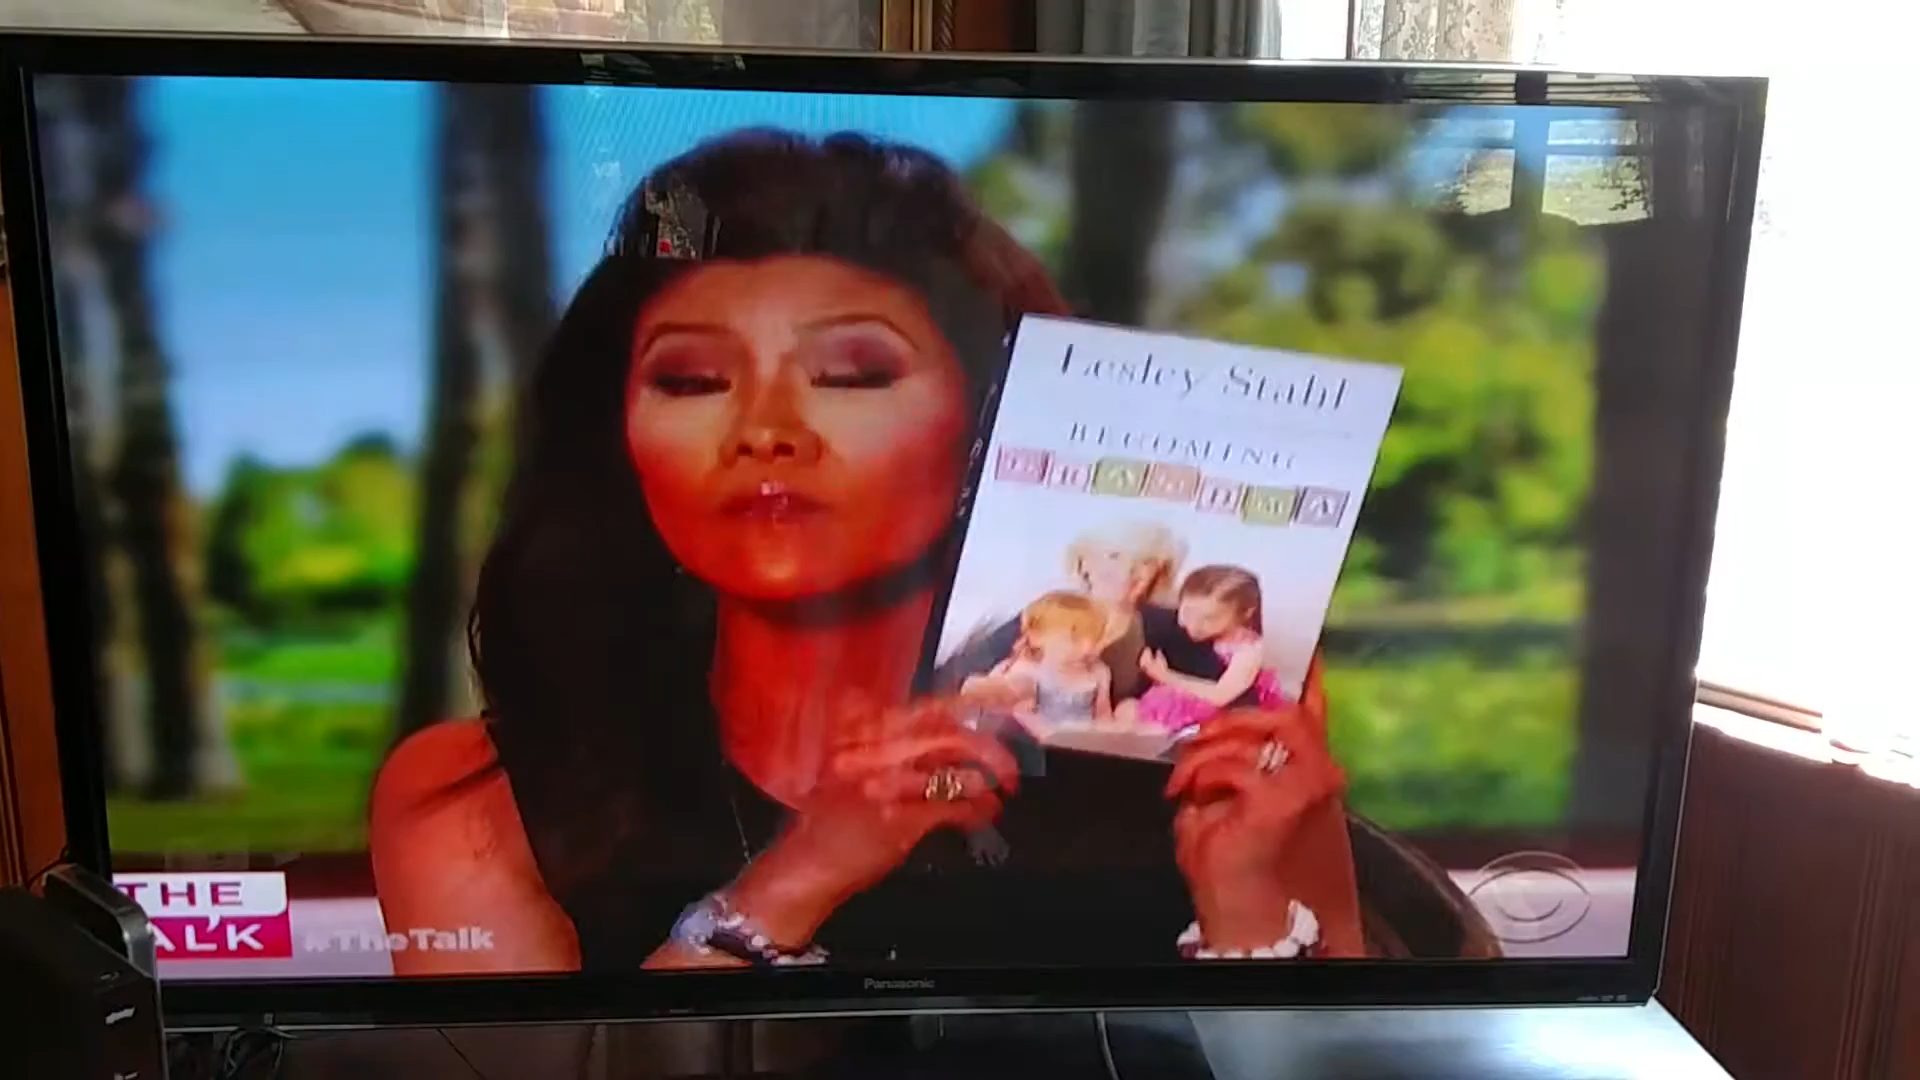 Lesley Stahl
BECOMING
GRANDMA
THE
TALK
#TheTalk
Panasonic